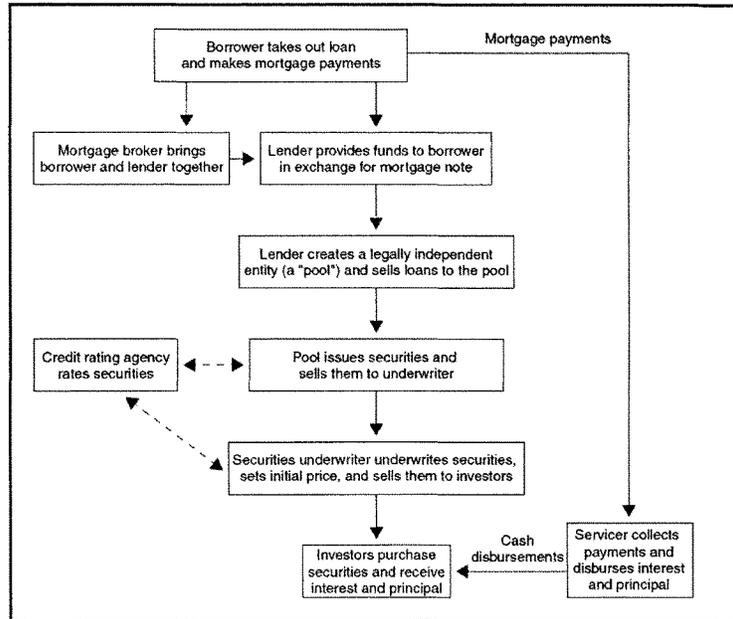 Borrower takes out loan
and makes mortgage payments
Mortgage payments
Mortgage broker brings
borrower and lender together
Lender provides funds to borrower
in exchange for mortgage note
Lender creates a legally independent
entity (a "pool") and sells loans to the pool
Credit rating agency
rates securities
Pool issues securities and
sells them to underwriter
Securities underwriter underwrites securities,
sets initial price, and sells them to investors
Investors purchase
securities and receive
interest and principal
Cash
disbursements
Servicer collects
payments and
disburses interest
and principal